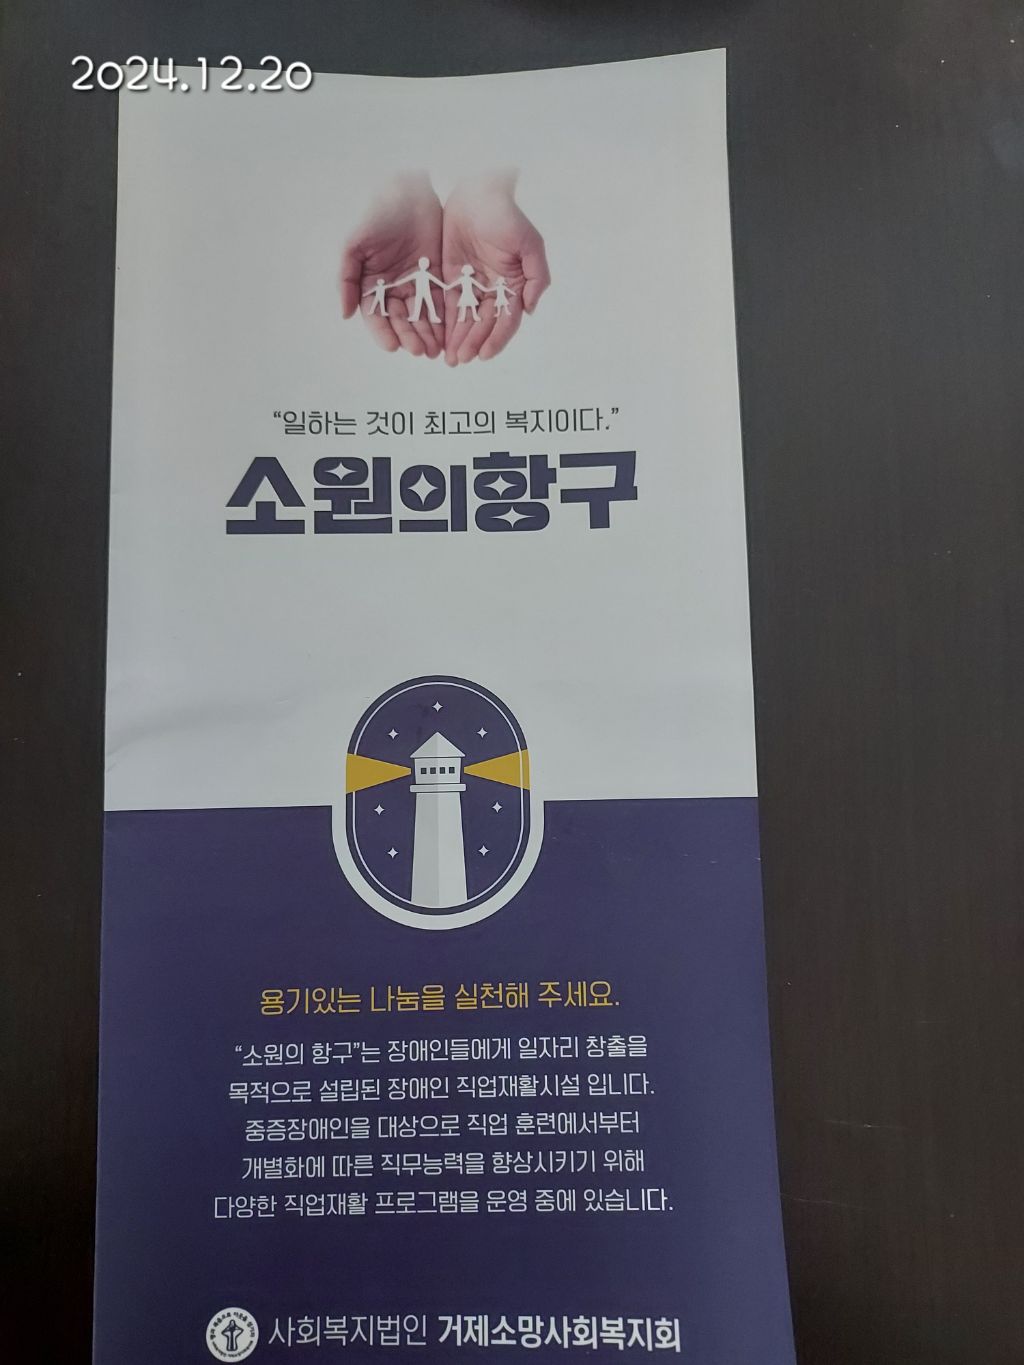 2024.12.20
“일하는 것이 최고의 복지이다.”
소원의항구
용기있는 나눔을 실천해 주세요.
“소원의 항구”는 장애인들에게 일자리 창출을
목적으로 설립된 장애인 직업재활시설 입니다.
중증장애인을 대상으로 직업 훈련에서부터
개별화에 따른 직무능력을 향상시키기 위해
다양한 직업재활 프로그램을 운영 중에 있습니다.
사회복지법인 거제소망사회복지회